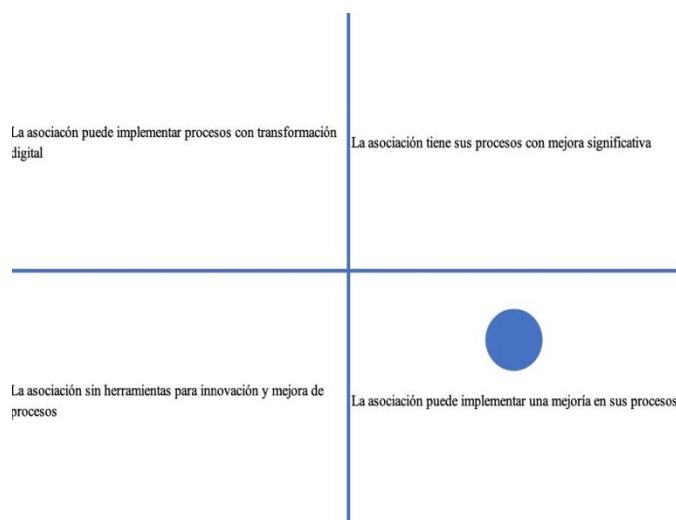 La asociacón puede implementar procesos con transformación
digital
La asociación tiene sus procesos con mejora significativa
La asociación sin herramientas para innovación y mejora de
procesos
La asociación puede implementar una mejoría en sus procesos